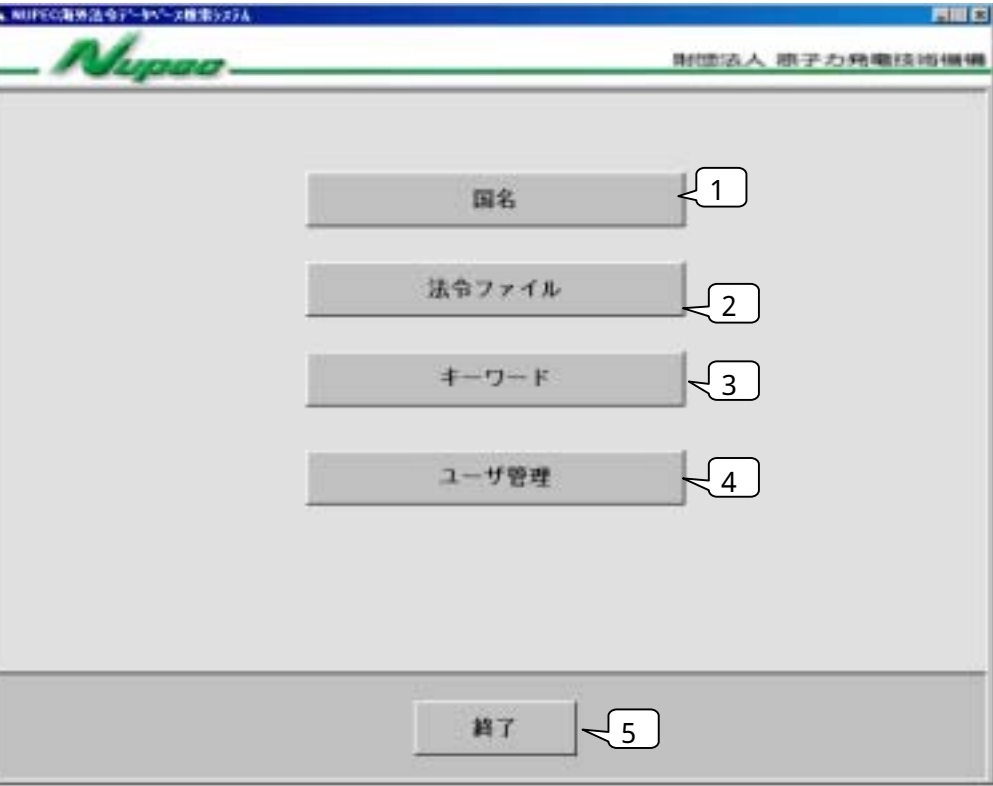 NUPEC海外法令データベース検索システム
Nupec
財団法人 原子力発電技術機構
国名
1
法令ファイル
2
キーワード
3
ユーザ管理
4
終了
5